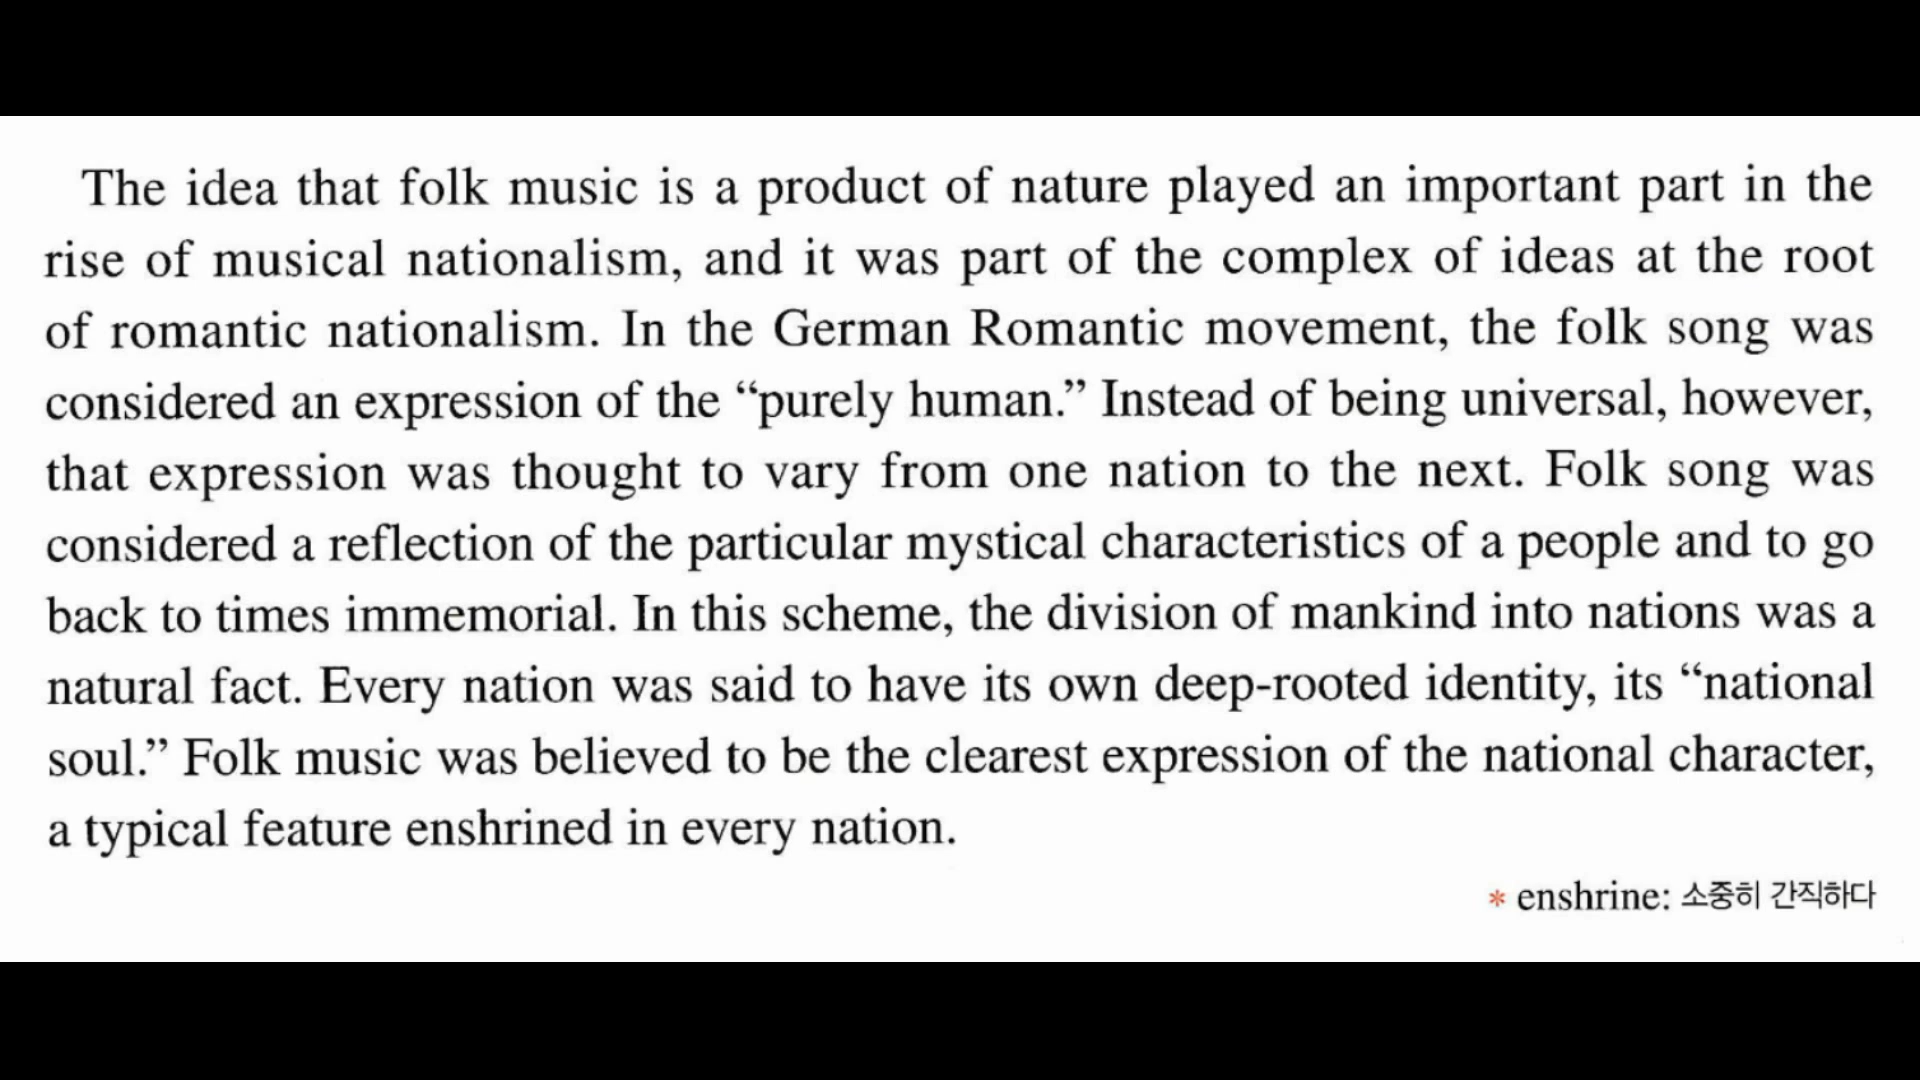 The idea that folk music is a product of nature played an important part in the
rise of musical nationalism, and it was part of the complex of ideas at the root
of romantic nationalism. In the German Romantic movement, the folk song was
considered an expression of the “purely human.” Instead of being universal, however,
that expression was thought to vary from one nation to the next. Folk song was
considered a reflection of the particular mystical characteristics of a people and to go
back to times immemorial. In this scheme, the division of mankind into nations was a
natural fact. Every nation was said to have its own deep-rooted identity, its “national
soul.” Folk music was believed to be the clearest expression of the national character,
a typical feature enshrined in every nation.
* enshrine: 소중히 간직하다